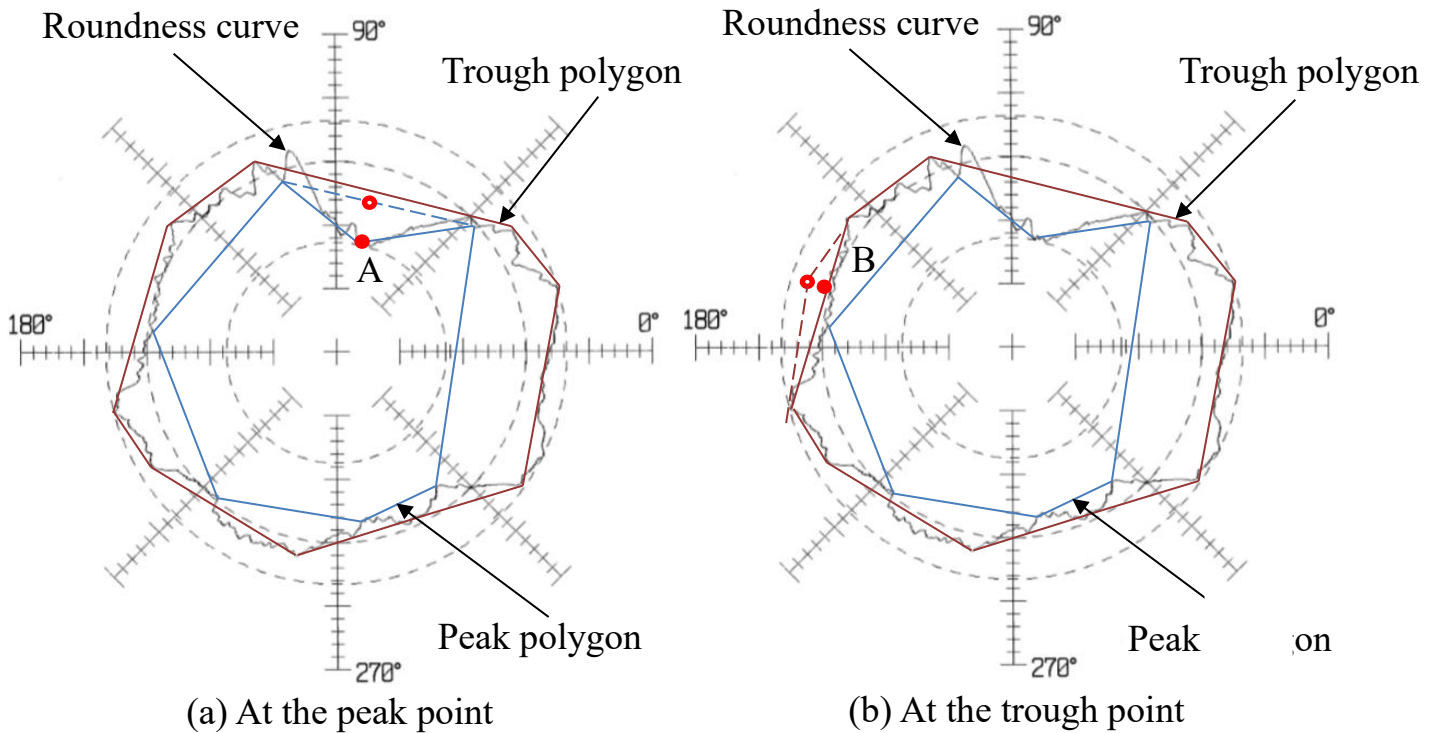 Roundness curve
90°
Trough polygon
A
180°
0°
Peak polygon
270°
(a) At the peak point
Roundness curve
90°
Trough polygon
B
180°
0°
Peak on
270°
(b) At the trough point